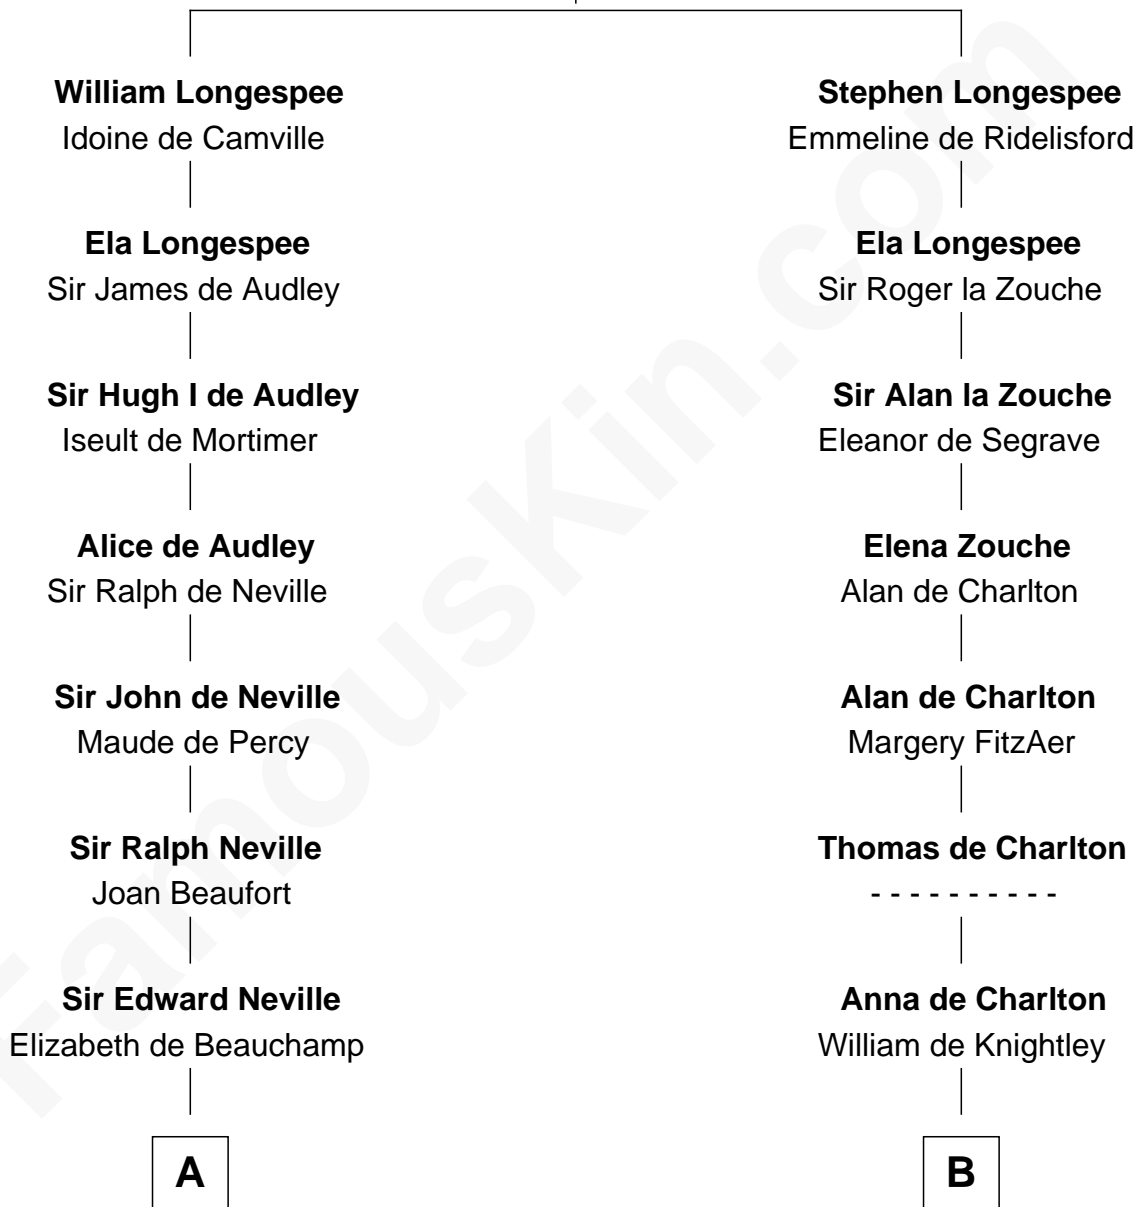 William Longespee
Idoine de Camville
Stephen Longespee
Emmeline de Ridelisford
Ela Longespee
Sir James de Audley
Ela Longespee
Sir Roger la Zouche
Sir Hugh I de Audley
Iseult de Mortimer
Sir Alan la Zouche
Eleanor de Segrave
Alice de Audley
Sir Ralph de Neville
Elena Zouche
Alan de Charlton
Sir John de Neville
Maude de Percy
Alan de Charlton
Margery FitzAer
Sir Ralph Neville
Joan Beaufort
Thomas de Charlton
- - - - - - - - - -
Sir Edward Neville
Elizabeth de Beauchamp
Anna de Charlton
William de Knightley
A
B
FamousKin.com